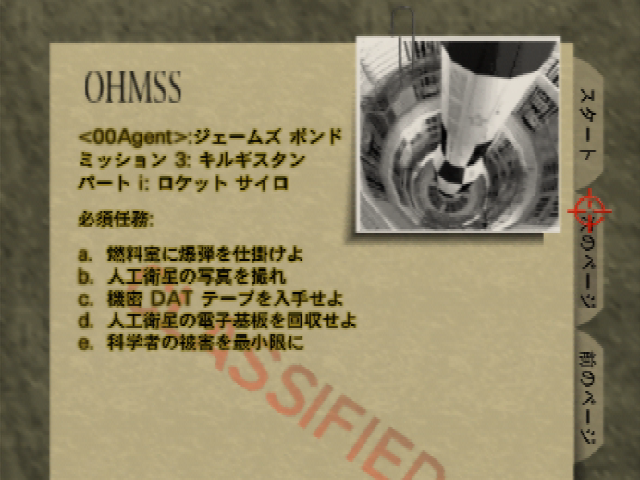 OHMSS
<00Agent>:ジェームズ ボンド
ミッション 3: キルギスタン
パート i: ロケット サイロ
必須任務:
a. 燃料室に爆弾を仕掛けよ
b. 人工衛星の写真を撮れ
c. 機密 DAT テープを入手せよ
d. 人工衛星の電子基板を回収せよ
e. 科学者の被害を最小限に
CLASSIFIED
スタート
のページ
前のページ